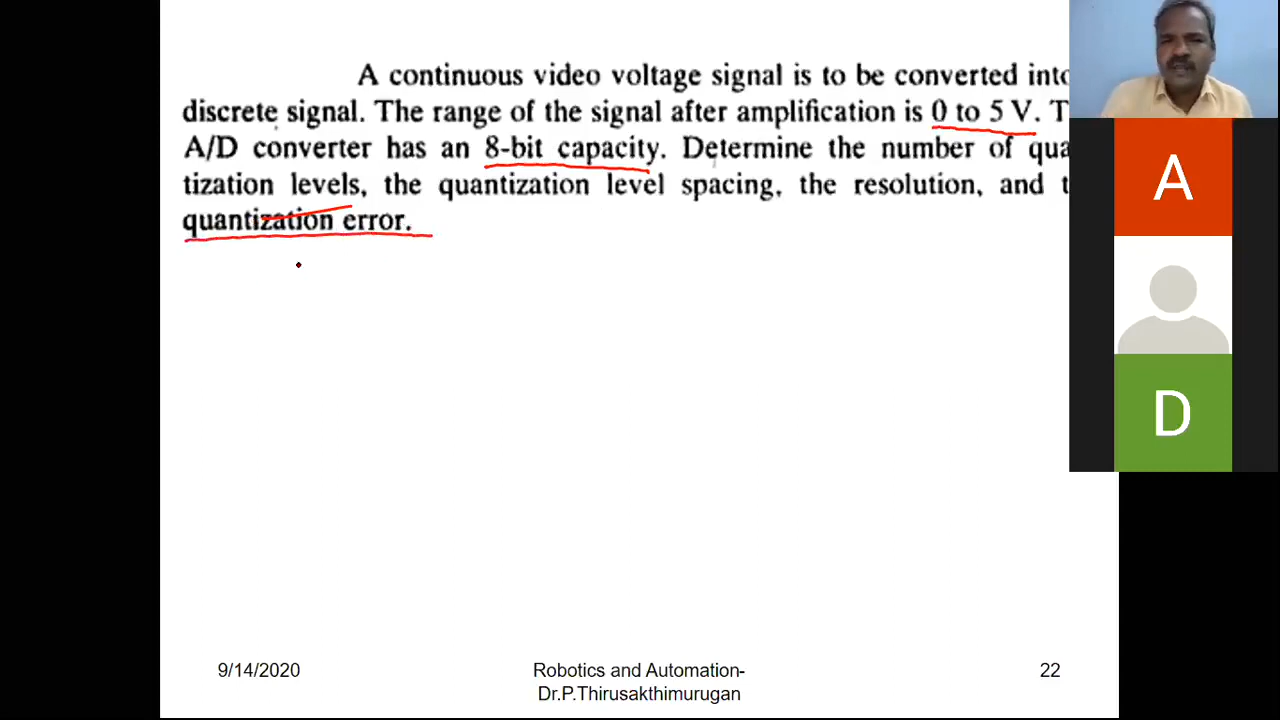 A continuous video voltage signal is to be converted into
discrete signal. The range of the signal after amplification is 0 to 5 V.
A/D converter has an 8-bit capacity. Determine the number of
tization levels, the quantization level spacing, the resolution, and
quantization error.
A
D
9/14/2020
Robotics and Automation-
Dr.P.Thirusakthimurugan
22